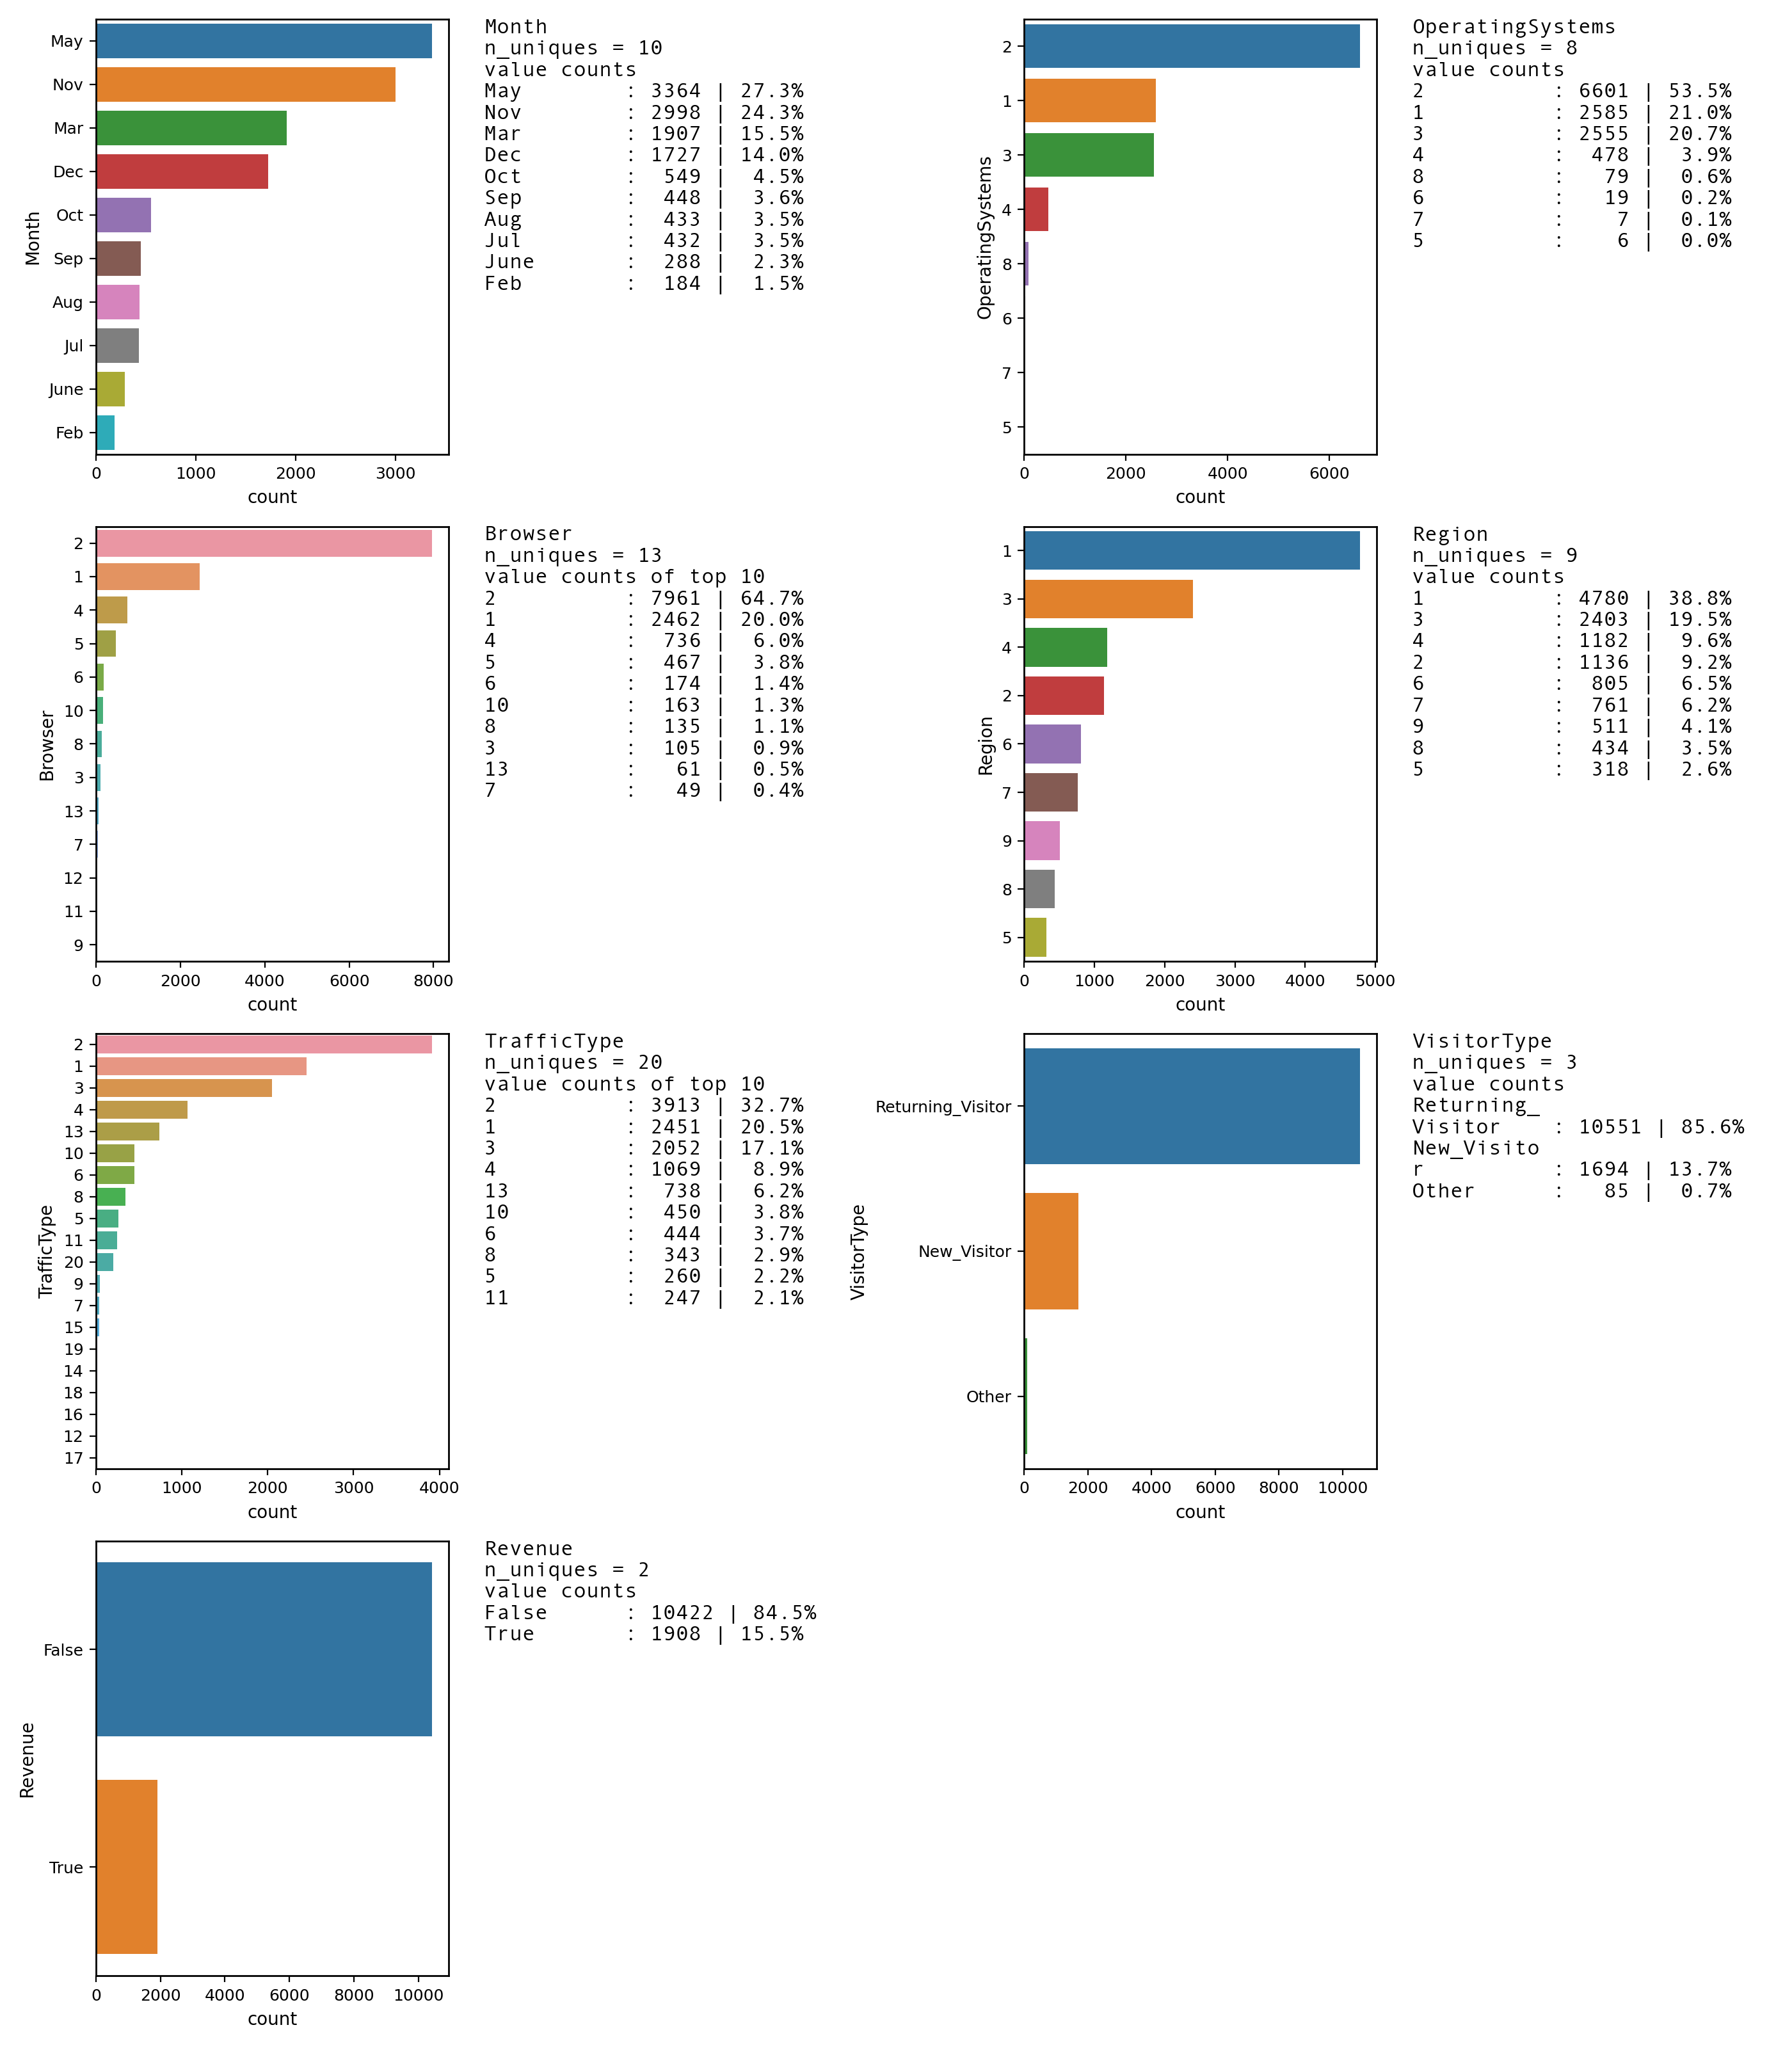 May
Nov
Mar
Dec
Oct
Sep
Aug
Jul
June
Feb
Month
0 1000 2000 3000
count
Month
n_uniques = 10
value counts
May : 3364 | 27.3%
Nov : 2998 | 24.3%
Mar : 1907 | 15.5%
Dec : 1727 | 14.0%
Oct : 549 | 4.5%
Sep : 448 | 3.6%
Aug : 433 | 3.5%
Jul : 432 | 3.5%
June : 288 | 2.3%
Feb : 184 | 1.5%
2
1
3
4
8
6
7
5
OperatingSystems
0 2000 4000 6000
count
OperatingSystems
n_uniques = 8
value counts
2 : 6601 | 53.5%
1 : 2585 | 21.0%
3 : 2555 | 20.7%
4 : 478 | 3.9%
8 : 79 | 0.6%
6 : 19 | 0.2%
7 : 7 | 0.1%
5 : 6 | 0.0%
2
1
4
5
6
10
8
3
13
7
12
11
9
Browser
0 2000 4000 6000 8000
count
Browser
n_uniques = 13
value counts of top 10
2 : 7961 | 64.7%
1 : 2462 | 20.0%
4 : 736 | 6.0%
5 : 467 | 3.8%
6 : 174 | 1.4%
10 : 163 | 1.3%
8 : 135 | 1.1%
3 : 105 | 0.9%
13 : 61 | 0.5%
7 : 49 | 0.4%
1
3
4
2
6
7
9
8
5
Region
0 1000 2000 3000 4000 5000
count
Region
n_uniques = 9
value counts
1 : 4780 | 38.8%
3 : 2403 | 19.5%
4 : 1182 | 9.6%
2 : 1136 | 9.2%
6 : 805 | 6.5%
7 : 761 | 6.2%
9 : 511 | 4.1%
8 : 434 | 3.5%
5 : 318 | 2.6%
2
1
3
4
13
10
6
8
5
11
20
9
7
15
19
14
18
16
12
17
TrafficType
0 1000 2000 3000 4000
count
TrafficType
n_uniques = 20
value counts of top 10
2 : 3913 | 32.7%
1 : 2451 | 20.5%
3 : 2052 | 17.1%
4 : 1069 | 8.9%
13 : 738 | 6.2%
10 : 450 | 3.8%
6 : 444 | 3.7%
8 : 343 | 2.9%
5 : 260 | 2.2%
11 : 247 | 2.1%
Returning_Visitor
New_Visitor
Other
VisitorType
0 2000 4000 6000 8000 10000
count
VisitorType
n_uniques = 3
value counts
Returning_
Visitor : 10551 | 85.6%
New_Visito
r : 1694 | 13.7%
Other : 85 | 0.7%
False
True
Revenue
0 2000 4000 6000 8000 10000
count
Revenue
n_uniques = 2
value counts
False : 10422 | 84.5%
True : 1908 | 15.5%